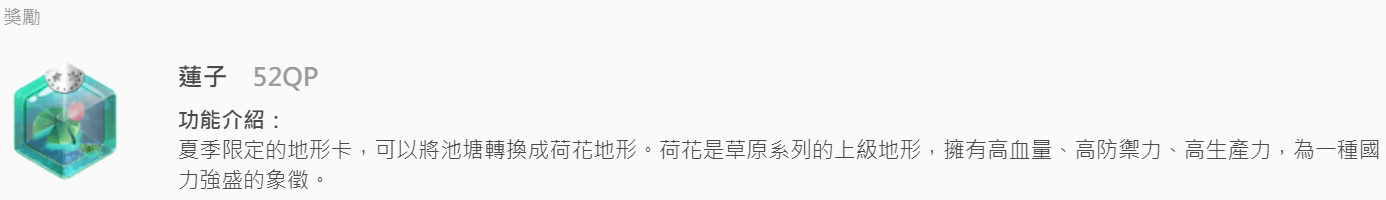 獎勵
蓮子 52QP
功能介紹：
夏季限定的地形卡，可以將池塘轉換成荷花地形。荷花是草原系列的上級地形，擁有高血量、高防禦力、高生產力，為一種國
力強盛的象徵。